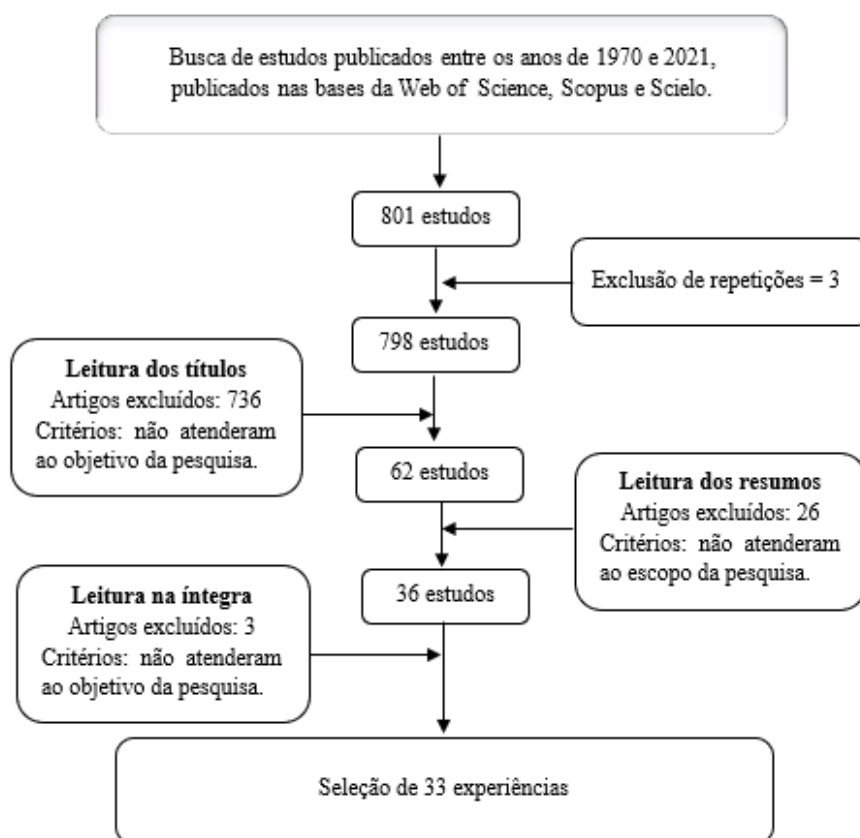 Busca de estudos publicados entre os anos de 1970 e 2021,
publicados nas bases da Web of Science, Scopus e Scielo.
801 estudos
Exclusão de repetições = 3
798 estudos
Leitura dos títulos
Artigos excluídos: 736
Critérios: não atenderam
ao objetivo da pesquisa.
62 estudos
Leitura dos resumos
Artigos excluídos: 26
Critérios: não atenderam
ao escopo da pesquisa.
36 estudos
Leitura na íntegra
Artigos excluídos: 3
Critérios: não atenderam
ao objetivo da pesquisa.
Seleção de 33 experiências